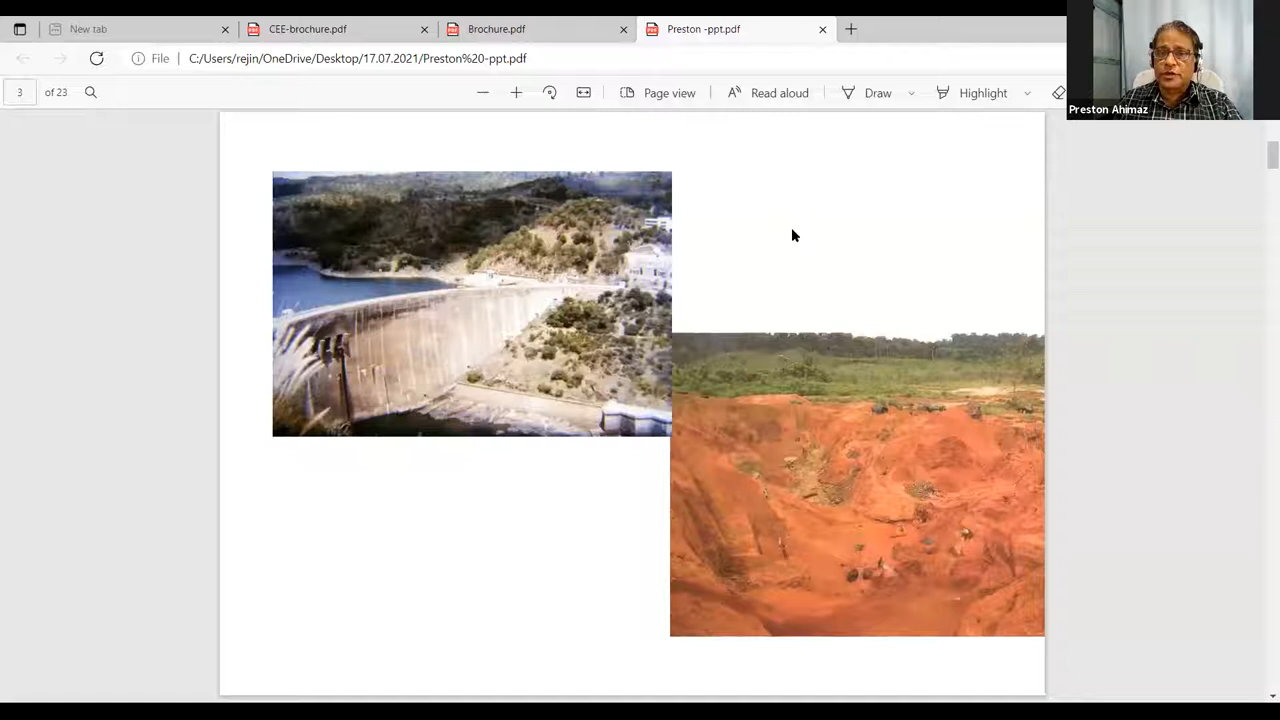 New tab
CEE-brochure.pdf
Brochure.pdf
Preston -ppt.pdf
File
C:/Users/rejin/OneDrive/Desktop/17.07.2021/Preston%20-ppt.pdf
3 of 23
Page view
Read aloud
Draw
Highlight
Preston Ahimaz